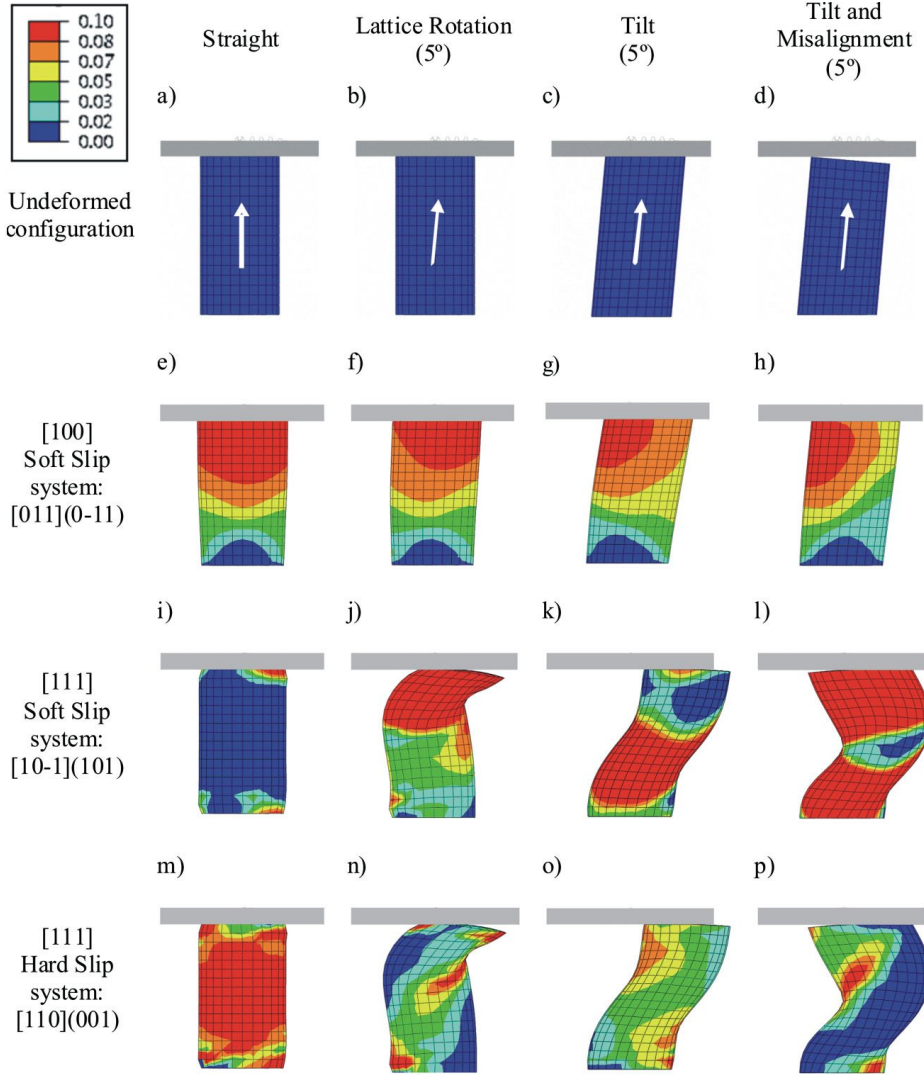 0.10
0.08
0.07
0.05
0.03
0.02
0.00
Straight
Lattice Rotation
(5º)
Tilt
(5º)
Tilt and
Misalignment
(5º)
a)
b)
c)
d)
Undeformed
configuration
e)
f)
g)
h)
[100]
Soft Slip
system:
[011](0-11)
i)
j)
k)
l)
[111]
Soft Slip
system:
[10-1](101)
m)
n)
o)
p)
[111]
Hard Slip
system:
[110](001)